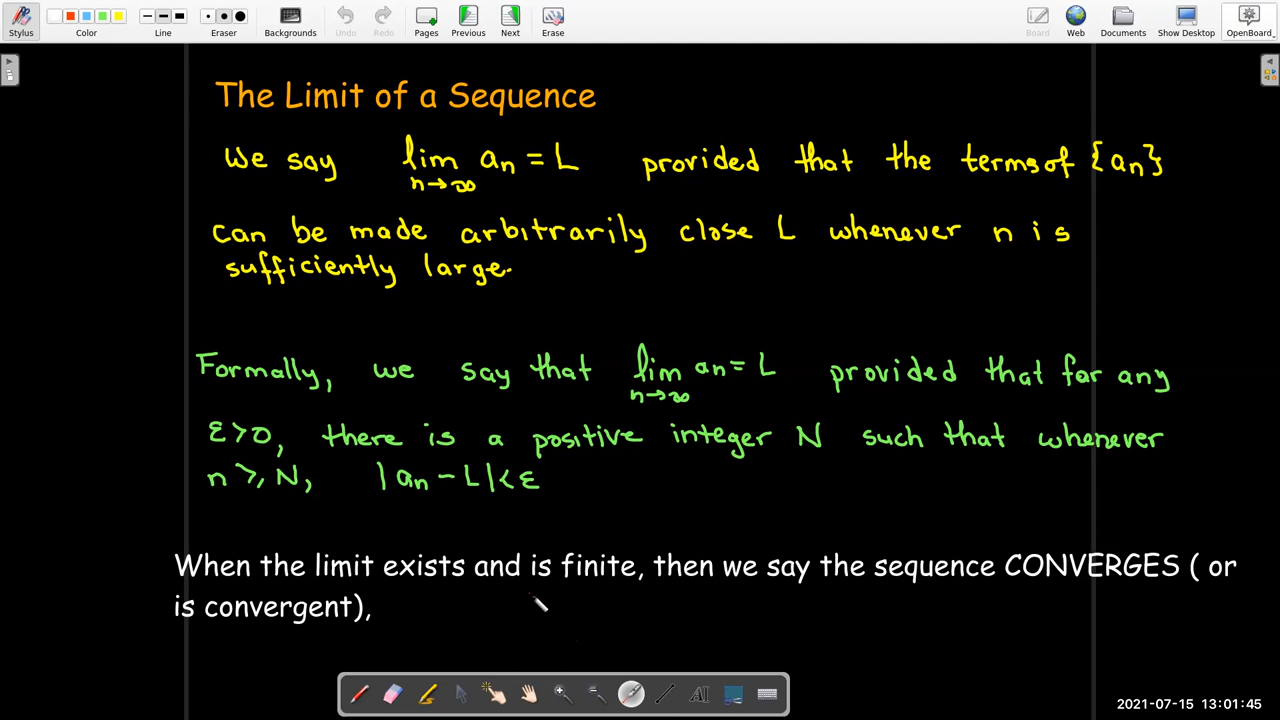 Stylus Color Line Eraser Backgrounds Undo Redo Pages Previous Next Erase Board Web Documents Show Desktop OpenBoard
The Limit of a Sequence
We say lim an = L provided that the terms of {an}
n→∞
can be made arbitrarily close L whenever n is
sufficiently large.
Formally, we say that lim an = L provided that for any
n→∞
ε>0, there is a positive integer N such that whenever
n ≥ N, |an - L| < ε
When the limit exists and is finite, then we say the sequence CONVERGES ( or
is convergent),
AI
2021-07-15 13:01:45